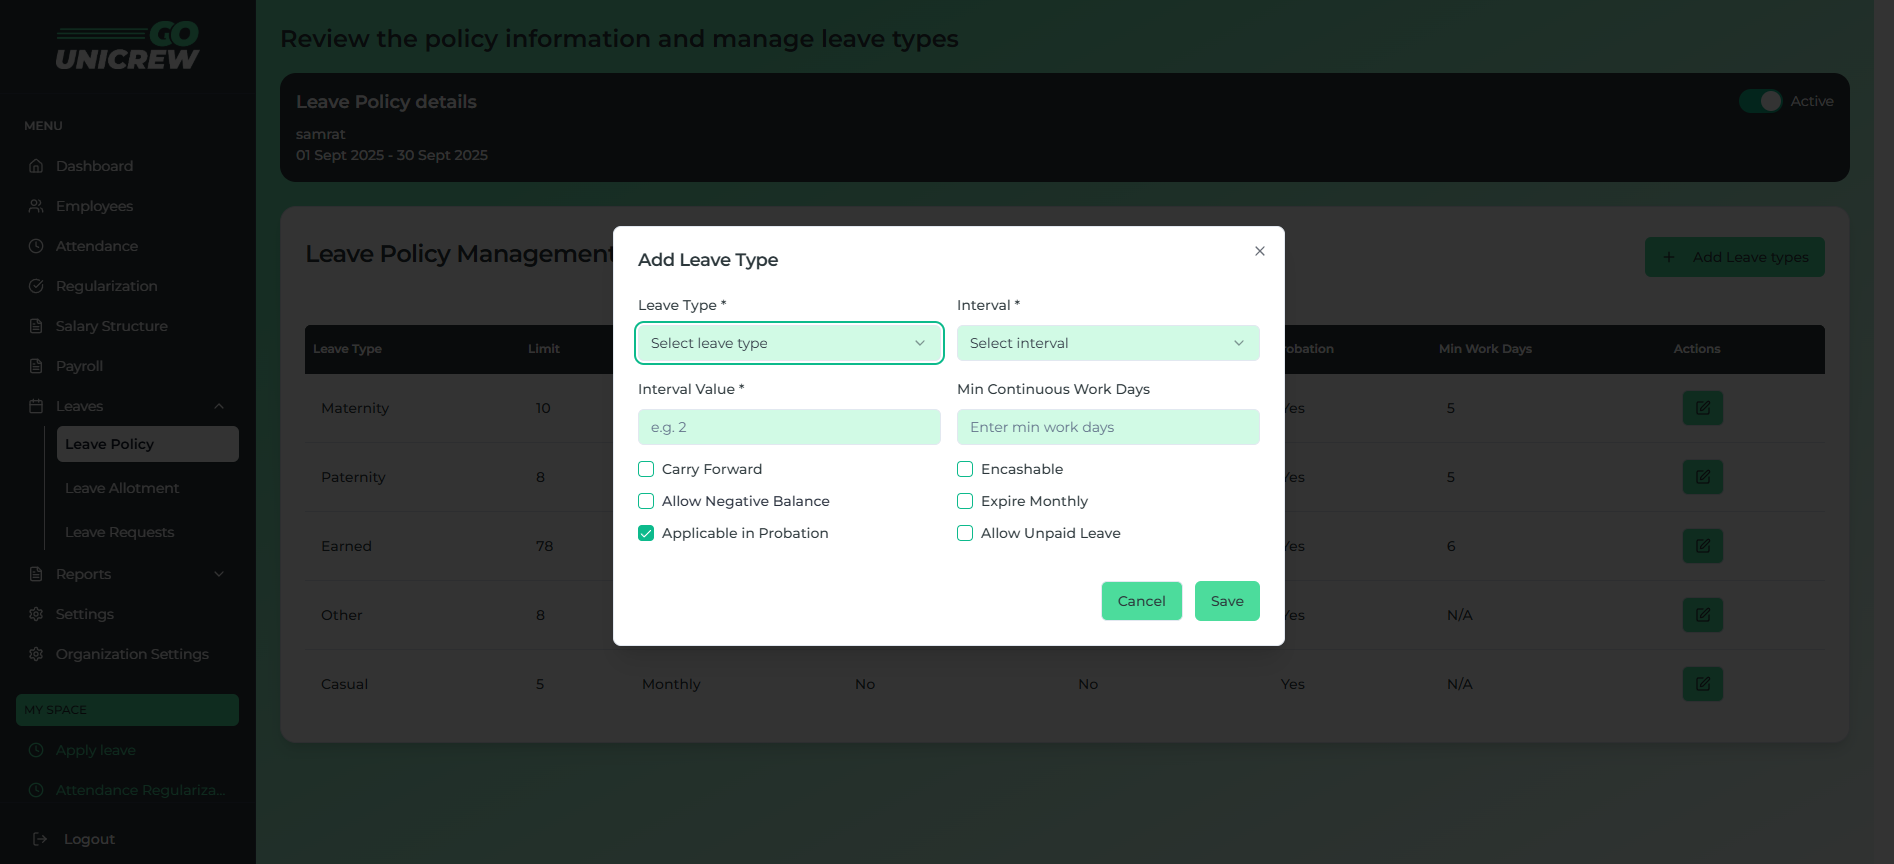 GO
UNICREW
MENU
Dashboard
Employees
Attendance
Regularization
Salary Structure
Payroll
Leaves
Leave Policy
Leave Allotment
Leave Requests
Reports
Settings
Organization Settings
MY SPACE
Apply leave
Attendance Regulariza...
Logout
Review the policy information and manage leave types
Leave Policy details
Active
samrat
01 Sept 2025 - 30 Sept 2025
Leave Policy Management
+ Add Leave types
Leave Type Limit obation Min Work Days Actions
Maternity 10 Yes 5
Paternity 8 Yes 5
Earned 78 Yes 6
Other 8 Yes N/A
Casual 5 Monthly No No Yes N/A
Add Leave Type
Leave Type * Interval *
Select leave type Select interval
Interval Value * Min Continuous Work Days
e.g. 2 Enter min work days
Carry Forward Encashable
Allow Negative Balance Expire Monthly
Applicable in Probation Allow Unpaid Leave
Cancel Save